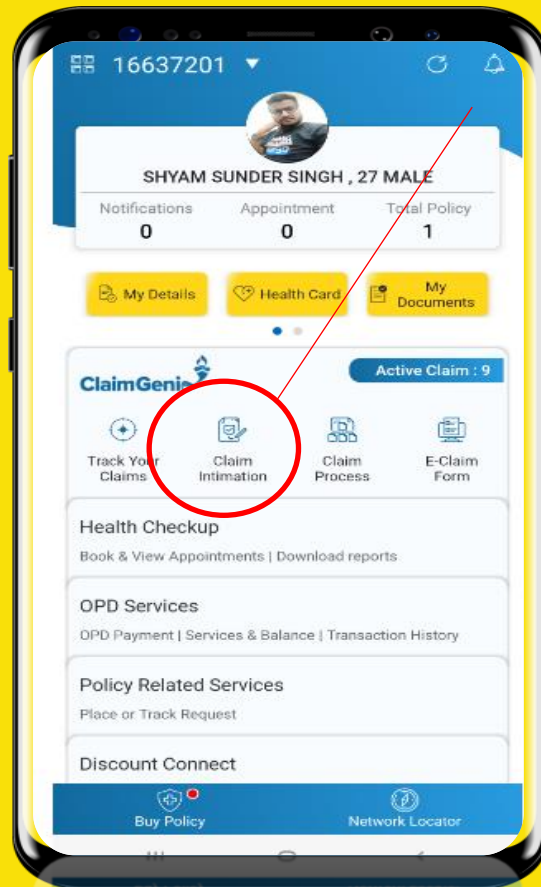 16637201
SHYAM SUNDER SINGH , 27 MALE
Notifications Appointment Total Policy
0 0 1
My Details Health Card My Documents
ClaimGenie Active Claim : 9
Track Your Claims
Claim Intimation
Claim Process
E-Claim Form
Health Checkup
Book & View Appointments | Download reports
OPD Services
OPD Payment | Services & Balance | Transaction History
Policy Related Services
Place or Track Request
Discount Connect
Buy Policy Network Locator